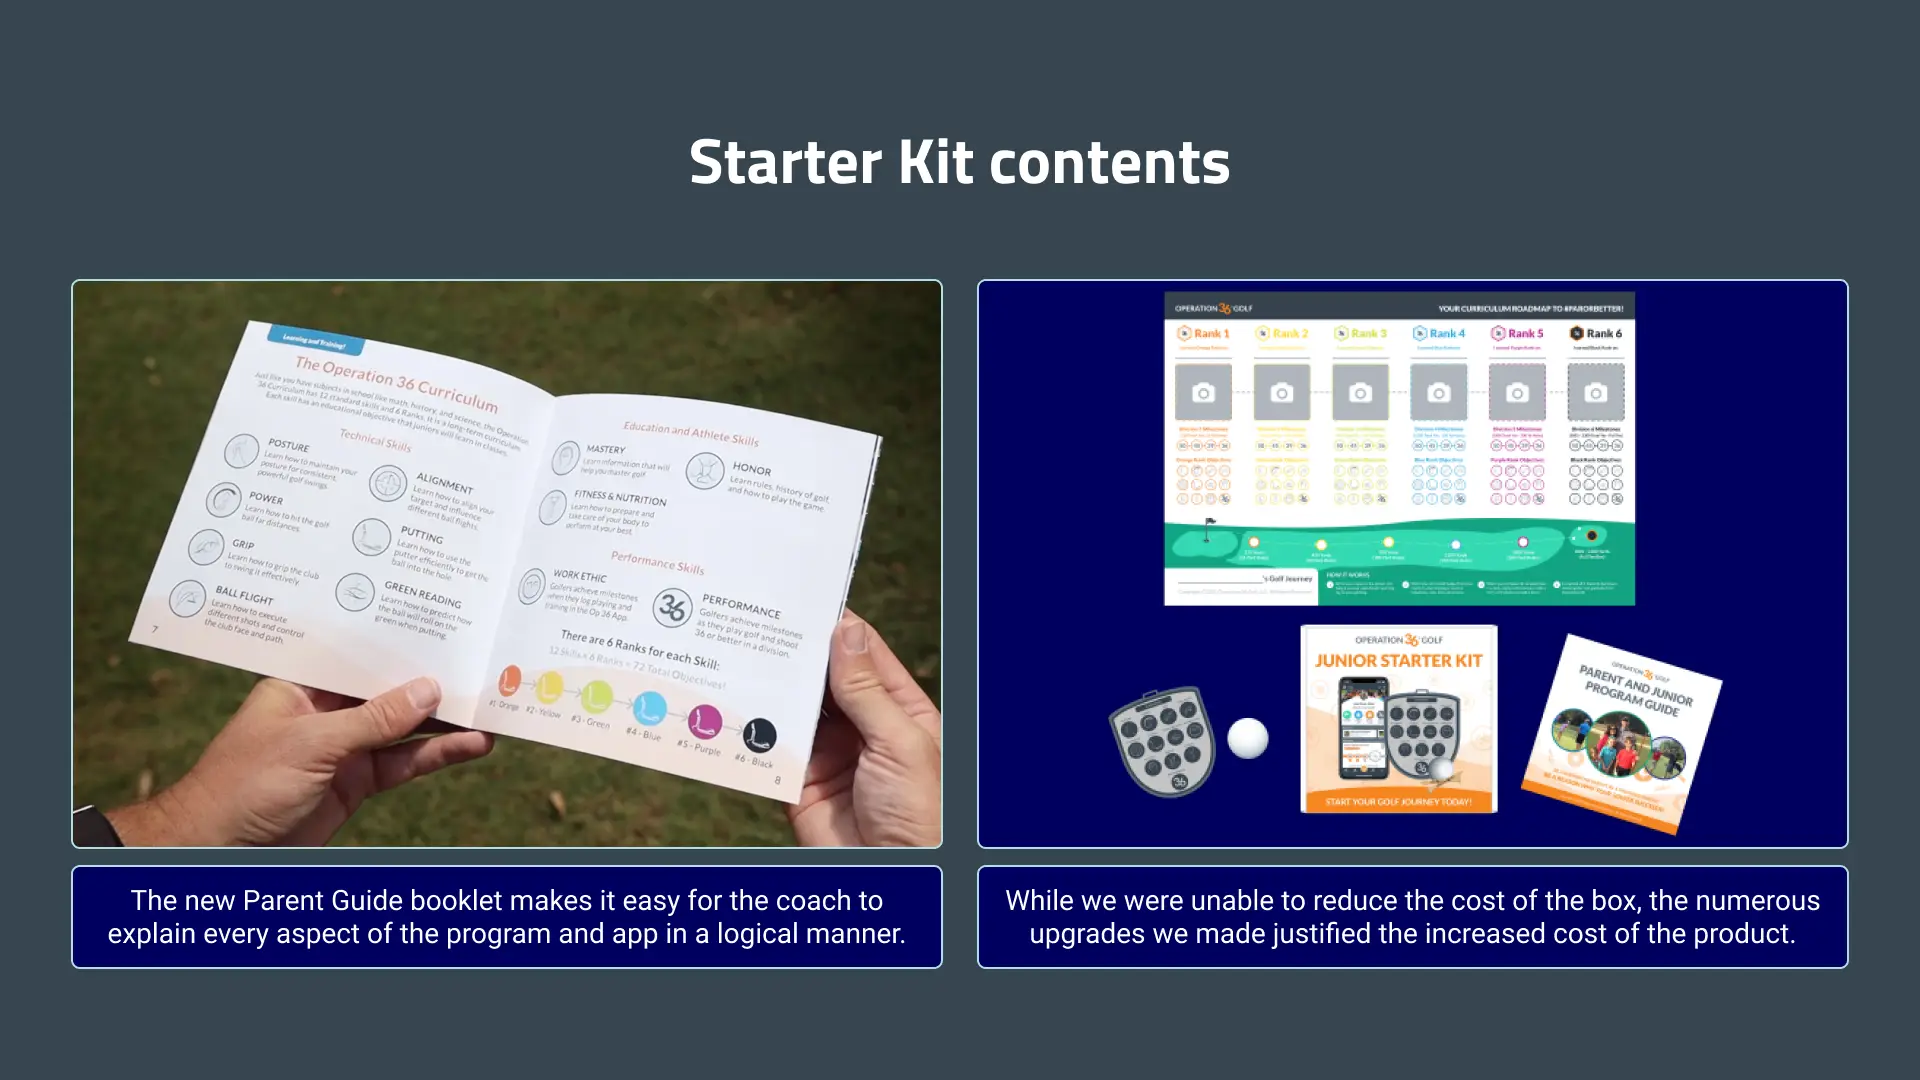 Starter Kit contents
Learning and Training!
The Operation 36 Curriculum
Just like you have subjects in school like math, history, and science, the Operation
36 Curriculum has 12 standard skills and 6 Ranks. It is a long-term curriculum.
Each skill has an educational objective that juniors will learn in classes.
Technical Skills
POSTURE
Learn how to maintain your
posture for consistent,
powerful golf swings.
POWER
Learn how to hit the golf
ball far distances.
GRIP
Learn how to grip the club
to swing it effectively.
BALL FLIGHT
Learn how to execute
different shots and control
the club face and path.
ALIGNMENT
Learn how to align your
target and influence
different ball flights.
PUTTING
Learn how to use the
putter efficiently to get the
ball into the hole.
GREEN READING
Learn how to predict how
the ball will roll on the
green when putting.
7
Education and Athlete Skills
MASTERY
Learn information that will
help you master golf.
HONOR
Learn rules, history of golf,
and how to play the game.
FITNESS & NUTRITION
Learn how to prepare and
take care of your body to
perform at your best.
Performance Skills
WORK ETHIC
Golfers achieve milestones
when they log playing and
training in the Op 36 App.
36
PERFORMANCE
Golfers achieve milestones
as they play golf and shoot
36 or better in a division.
There are 6 Ranks for each Skill:
12 Skills x 6 Ranks = 72 Total Objectives!
#1 - Orange
#2 - Yellow
#3 - Green
#4 - Blue
#5 - Purple
#6 - Black
8
OPERATION 36 GOLF
YOUR CURRICULUM ROADMAP TO #PARORBETTER!
Rank 1
Rank 2
Rank 3
Rank 4
Rank 5
Rank 6
's Golf Journey
HOW IT WORKS
OPERATION 36 GOLF
JUNIOR STARTER KIT
36
START YOUR GOLF JOURNEY TODAY!
36
OPERATION 36 GOLF
PARENT AND JUNIOR
PROGRAM GUIDE
The new Parent Guide booklet makes it easy for the coach to
explain every aspect of the program and app in a logical manner.
While we were unable to reduce the cost of the box, the numerous
upgrades we made justified the increased cost of the product.